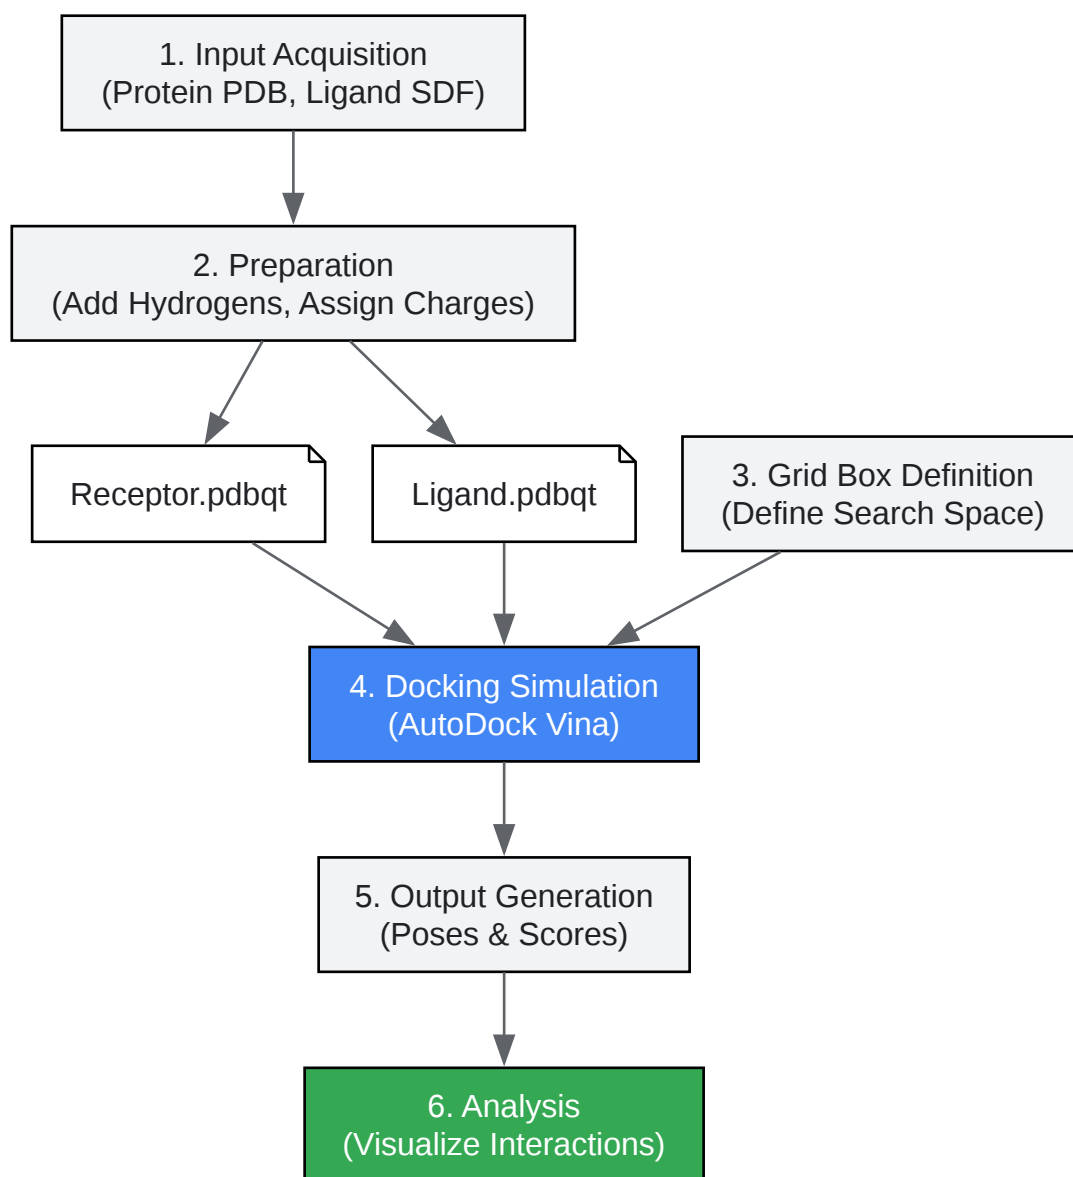 1. Input Acquisition
(Protein PDB, Ligand SDF)
2. Preparation
(Add Hydrogens, Assign Charges)
Receptor.pdbqt
Ligand.pdbqt
3. Grid Box Definition
(Define Search Space)
4. Docking Simulation
(AutoDock Vina)
5. Output Generation
(Poses & Scores)
6. Analysis
(Visualize Interactions)